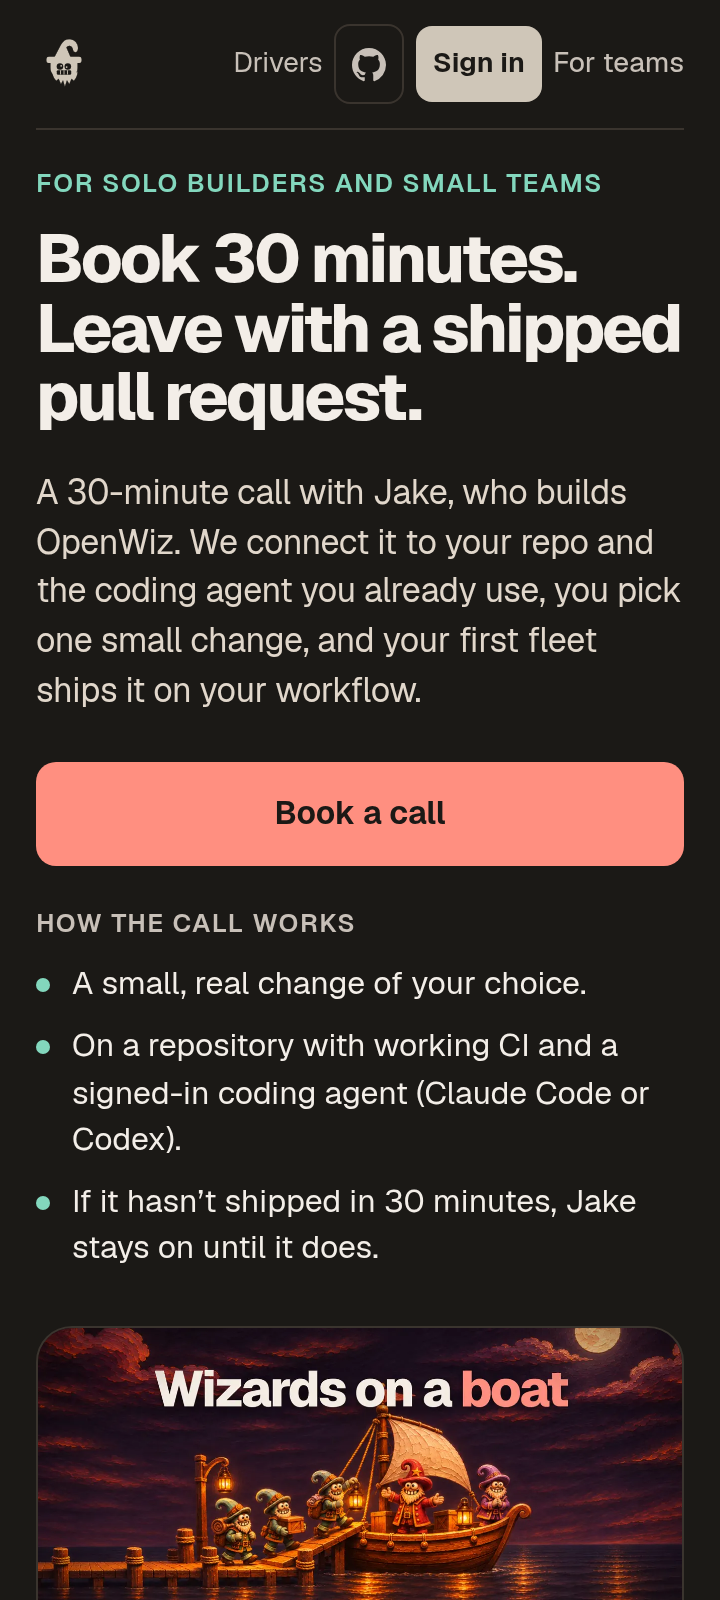 Drivers
Sign in
For teams
FOR SOLO BUILDERS AND SMALL TEAMS
Book 30 minutes.
Leave with a shipped
pull request.
A 30-minute call with Jake, who builds
OpenWiz. We connect it to your repo and
the coding agent you already use, you pick
one small change, and your first fleet
ships it on your workflow.
Book a call
HOW THE CALL WORKS
A small, real change of your choice.
On a repository with working CI and a
signed-in coding agent (Claude Code or
Codex).
If it hasn’t shipped in 30 minutes, Jake
stays on until it does.
Wizards on a boat